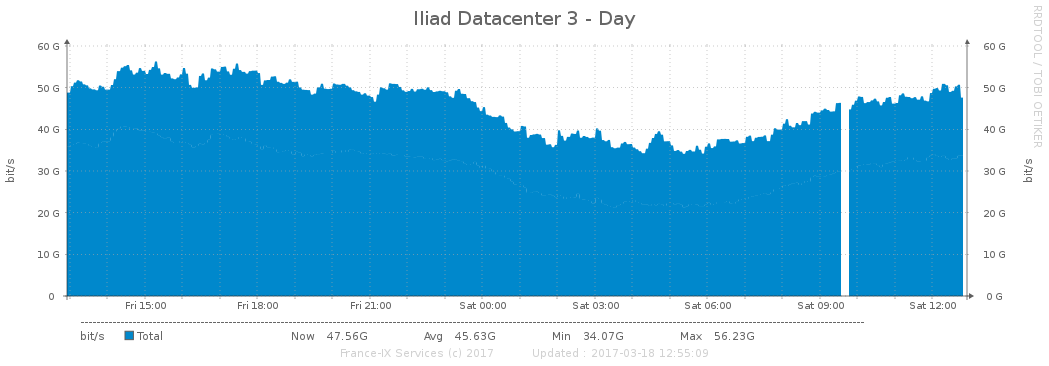 Iliad Datacenter 3 - Day
RRDTOOL / TOBI OETIKER
60 G 60 G
50 G 50 G
40 G 40 G
30 G 30 G
20 G 20 G
10 G 10 G
0 0 G
bit/s bit/s
Fri 15:00 Fri 18:00 Fri 21:00 Sat 00:00 Sat 03:00 Sat 06:00 Sat 09:00 Sat 12:00
bit/s Total Now 47.56G Avg 45.63G Min 34.07G Max 56.23G
France-IX Services (c) 2017 Updated : 2017-03-18 12:55:09